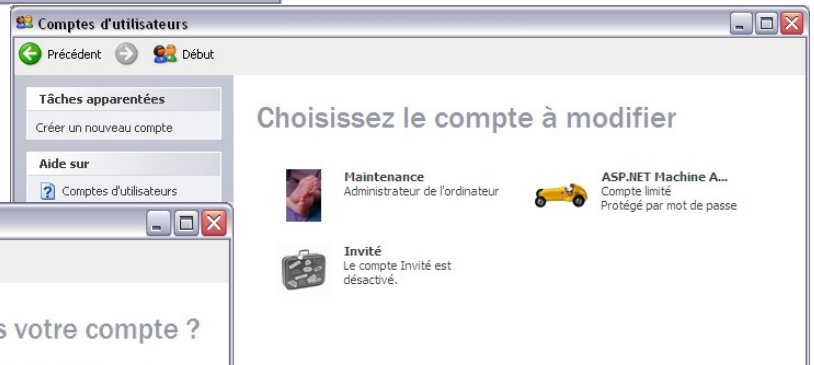 Comptes d'utilisateurs
Précédent
Début
Tâches apparentées
Créer un nouveau compte
Aide sur
Comptes d'utilisateurs
Choisissez le compte à modifier
Maintenance
Administrateur de l'ordinateur
ASP.NET Machine A...
Compte limité
Protégé par mot de passe
Invité
Le compte Invité est
désactivé.
s votre compte ?